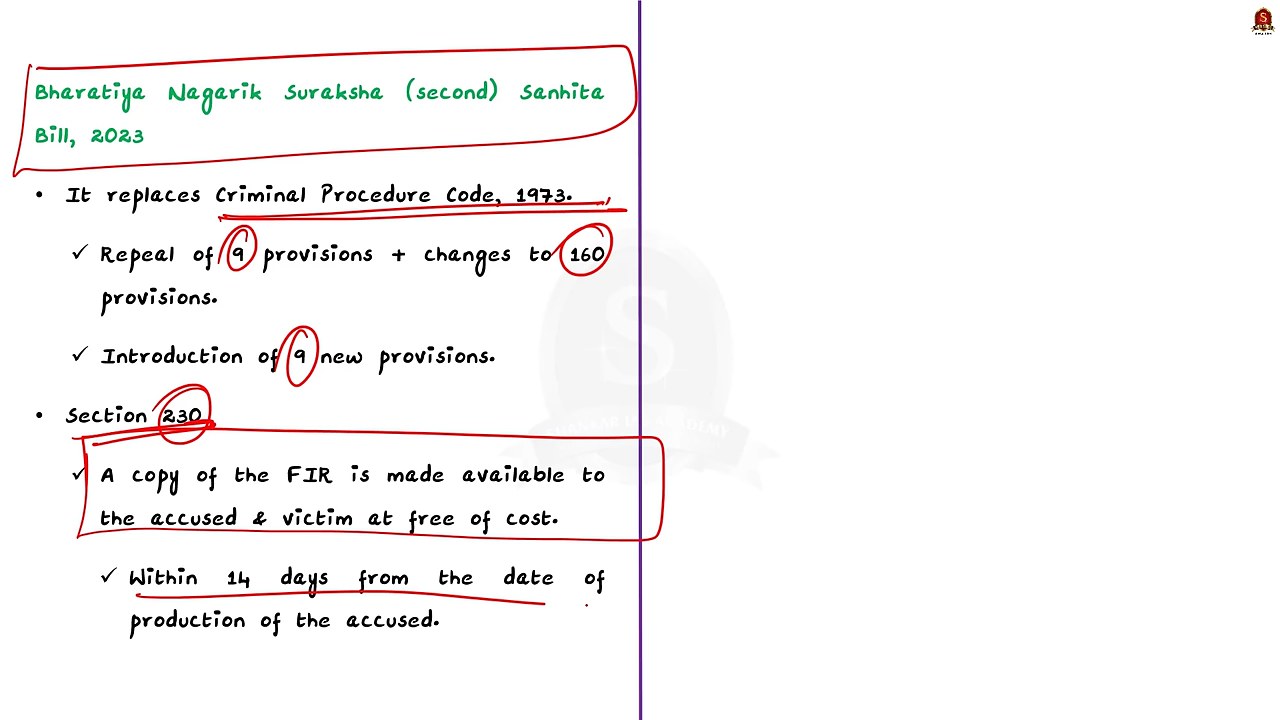 Bharatiya Nagarik Suraksha (second) Sanhita
Bill, 2023
• It replaces Criminal Procedure Code, 1973.
✓ Repeal of 9 provisions + changes to 160
provisions.
✓ Introduction of 9 new provisions.
• Section 230
✓ A copy of the FIR is made available to
the accused & victim at free of cost.
✓ Within 14 days from the date of
production of the accused.